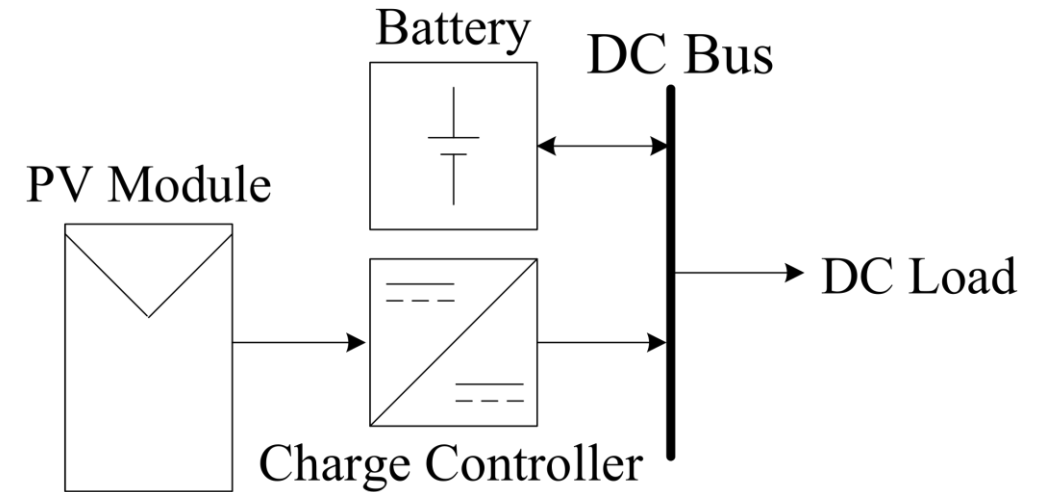 Battery
DC Bus
PV Module
DC Load
Charge Controller